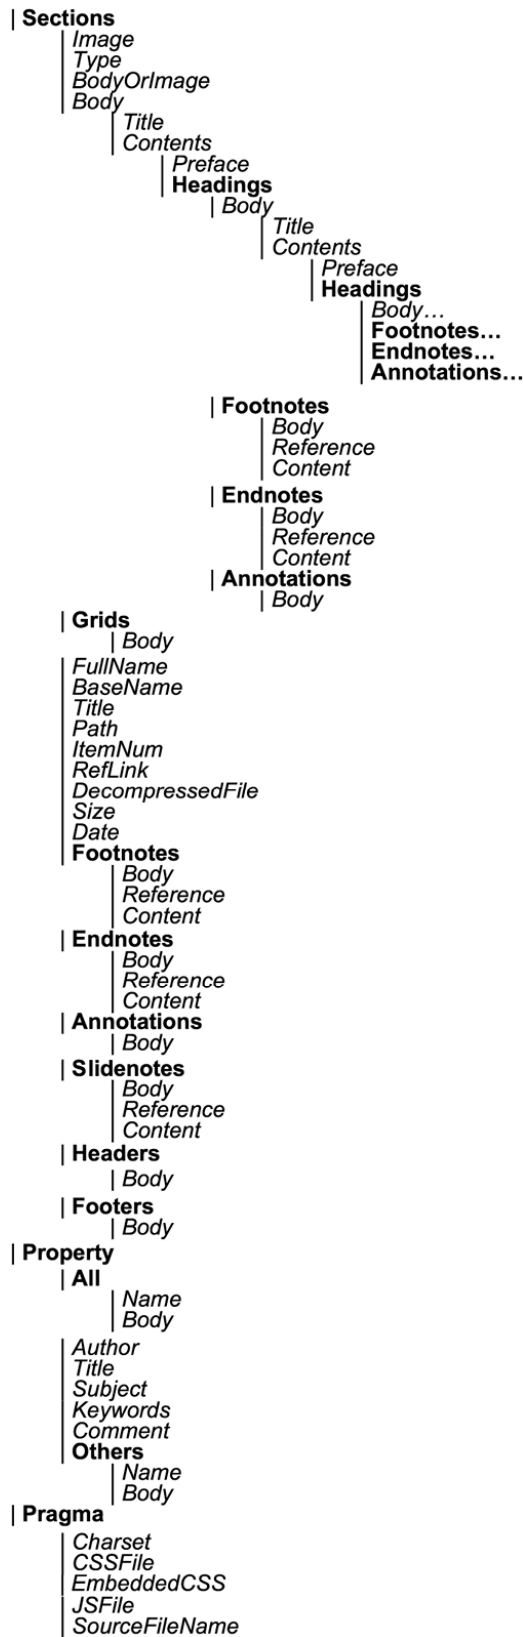 | Sections
| Image
| Type
| BodyOrImage
| Body
| Title
| Contents
| Preface
| Headings
| Body
| Title
| Contents
| Preface
| Headings
| Body…
| Footnotes…
| Endnotes…
| Annotations…
| Footnotes
| Body
| Reference
| Content
| Endnotes
| Body
| Reference
| Content
| Annotations
| Body
| Grids
| Body
| FullName
| BaseName
| Title
| Path
| ItemNum
| RefLink
| DecompressedFile
| Size
| Date
| Footnotes
| Body
| Reference
| Content
| Endnotes
| Body
| Reference
| Content
| Annotations
| Body
| Slidenotes
| Body
| Reference
| Content
| Headers
| Body
| Footers
| Body
| Property
| All
| Name
| Body
| Author
| Title
| Subject
| Keywords
| Comment
| Others
| Name
| Body
| Pragma
| Charset
| CSSFile
| EmbeddedCSS
| JSFile
| SourceFileName